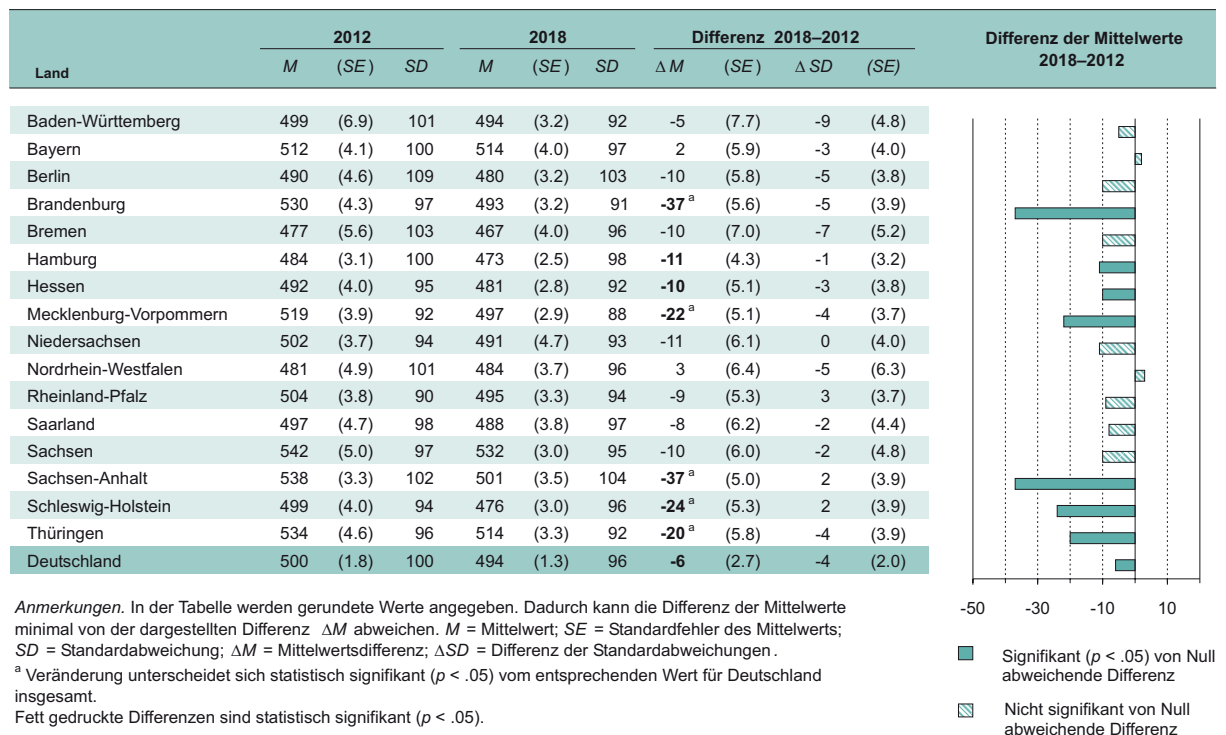 2012 2018 Differenz 2018–2012 Differenz der Mittelwerte 2018–2012
Land M (SE) SD M (SE) SD Δ M (SE) Δ SD (SE)
Baden-Württemberg 499 (6.9) 101 494 (3.2) 92 -5 (7.7) -9 (4.8)
Bayern 512 (4.1) 100 514 (4.0) 97 2 (5.9) -3 (4.0)
Berlin 490 (4.6) 109 480 (3.2) 103 -10 (5.8) -5 (3.8)
Brandenburg 530 (4.3) 97 493 (3.2) 91 -37 a (5.6) -5 (3.9)
Bremen 477 (5.6) 103 467 (4.0) 96 -10 (7.0) -7 (5.2)
Hamburg 484 (3.1) 100 473 (2.5) 98 -11 (4.3) -1 (3.2)
Hessen 492 (4.0) 95 481 (2.8) 92 -10 (5.1) -3 (3.8)
Mecklenburg-Vorpommern 519 (3.9) 92 497 (2.9) 88 -22 a (5.1) -4 (3.7)
Niedersachsen 502 (3.7) 94 491 (4.7) 93 -11 (6.1) 0 (4.0)
Nordrhein-Westfalen 481 (4.9) 101 484 (3.7) 96 3 (6.4) -5 (6.3)
Rheinland-Pfalz 504 (3.8) 90 495 (3.3) 94 -9 (5.3) 3 (3.7)
Saarland 497 (4.7) 98 488 (3.8) 97 -8 (6.2) -2 (4.4)
Sachsen 542 (5.0) 97 532 (3.0) 95 -10 (6.0) -2 (4.8)
Sachsen-Anhalt 538 (3.3) 102 501 (3.5) 104 -37 a (5.0) 2 (3.9)
Schleswig-Holstein 499 (4.0) 94 476 (3.0) 96 -24 a (5.3) 2 (3.9)
Thüringen 534 (4.6) 96 514 (3.3) 92 -20 a (5.8) -4 (3.9)
Deutschland 500 (1.8) 100 494 (1.3) 96 -6 (2.7) -4 (2.0)
-50 -30 -10 10
Anmerkungen. In der Tabelle werden gerundete Werte angegeben. Dadurch kann die Differenz der Mittelwerte
minimal von der dargestellten Differenz ΔM abweichen. M = Mittelwert; SE = Standardfehler des Mittelwerts;
SD = Standardabweichung; ΔM = Mittelwertsdifferenz; ΔSD = Differenz der Standardabweichungen.
a Veränderung unterscheidet sich statistisch signifikant (p < .05) vom entsprechenden Wert für Deutschland
insgesamt.
Fett gedruckte Differenzen sind statistisch signifikant (p < .05).
Signifikant (p < .05) von Null
abweichende Differenz
Nicht signifikant von Null
abweichende Differenz